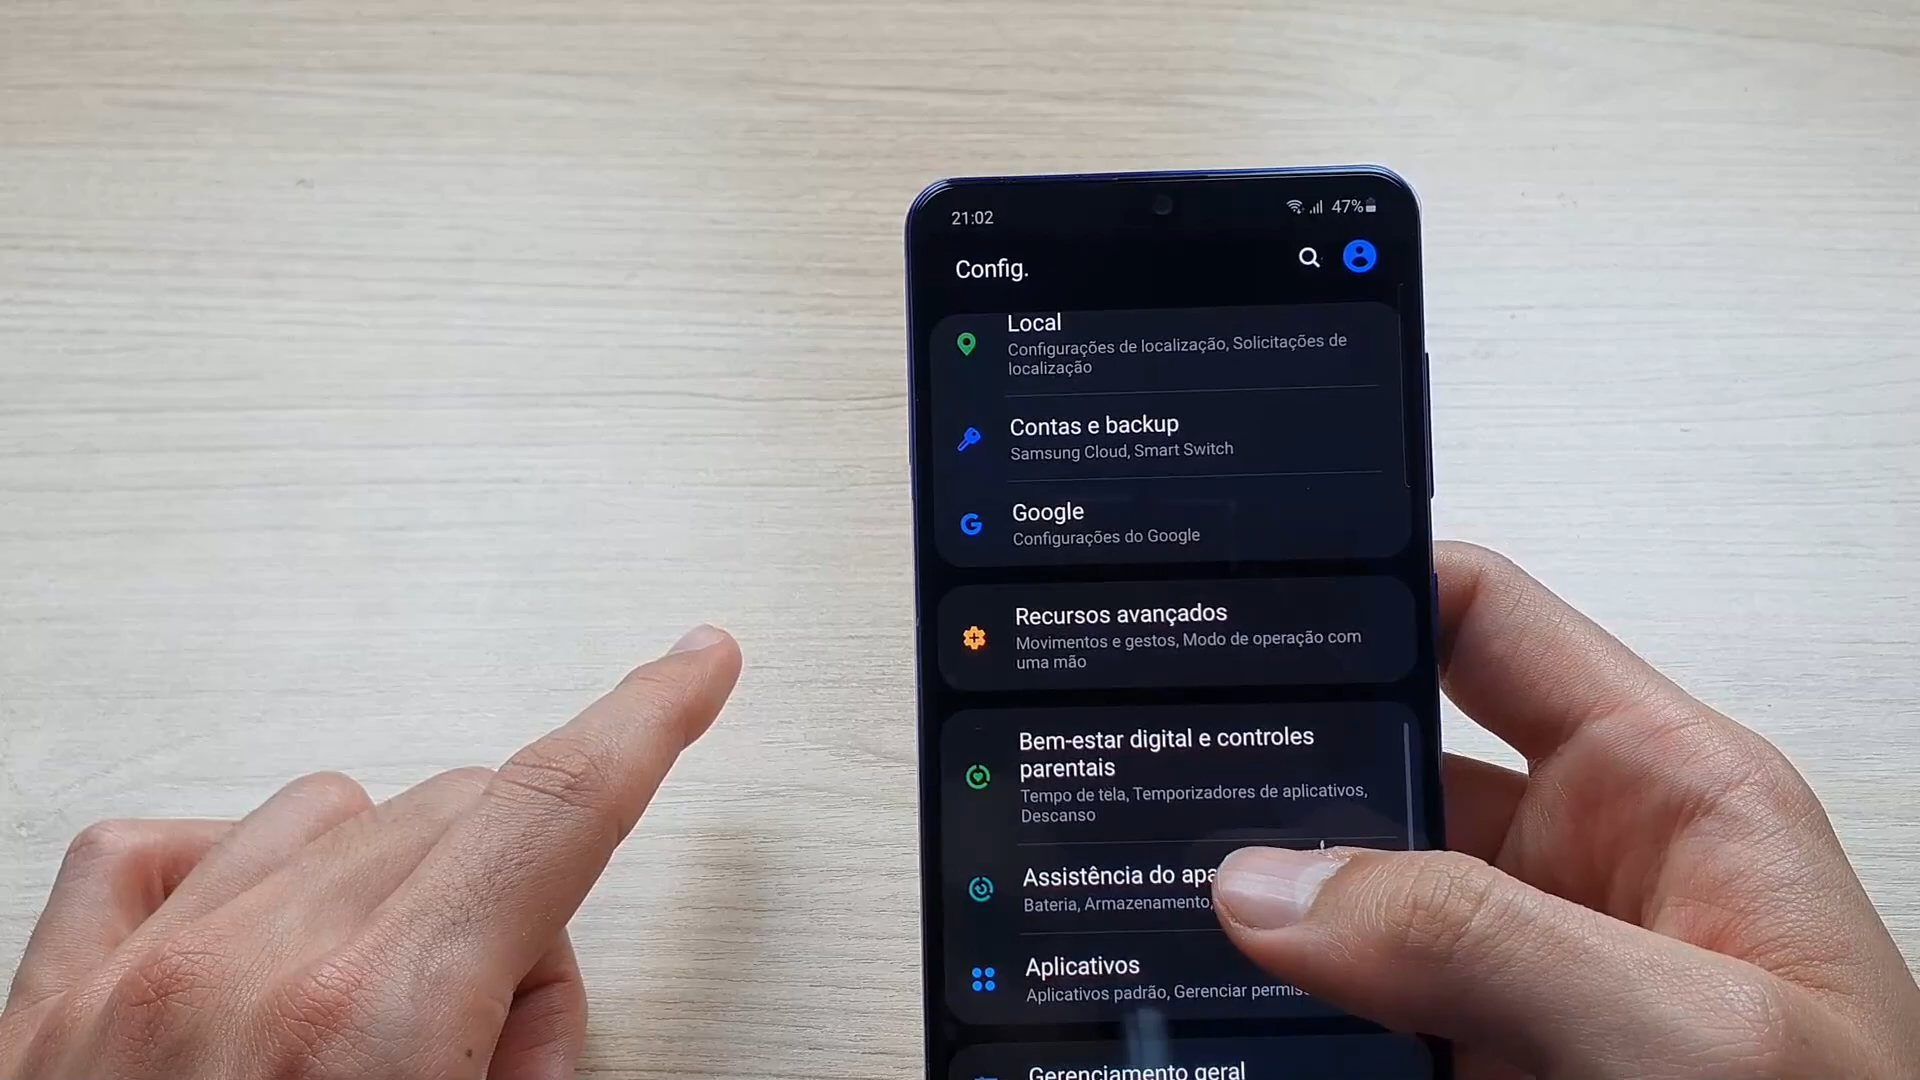 21:02
47%
Config.
Local
Configurações de localização, Solicitações de
localização
Contas e backup
Samsung Cloud, Smart Switch
Google
Configurações do Google
Recursos avançados
Movimentos e gestos, Modo de operação com
uma mão
Bem-estar digital e controles
parentais
Tempo de tela, Temporizadores de aplicativos,
Descanso
Assistência do
Bateria, Armazenamento,
Aplicativos
Aplicativos padrão, Gerenciar
Gerenciamento geral